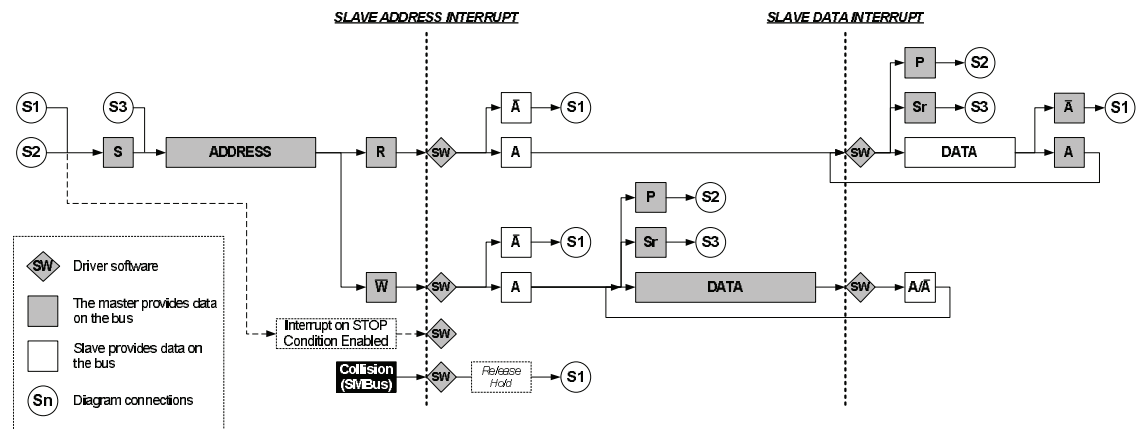 SLAVE ADDRESS INTERRUPT
SLAVE DATA INTERRUPT
P
S2
S1
S3
A̅
S1
Sr
S3
A̅
S1
S2
S
ADDRESS
R
SW
A
SW
DATA
A
P
S2
A̅
S1
Sr
S3
W̅
SW
A
DATA
SW
A/A̅
Interrupt on STOP
Condition Enabled
SW
Collision
(SMBus)
SW
Release
Hold
S1
SW
Driver software
The master provides data
on the bus
Slave provides data on
the bus
Sn
Diagram connections